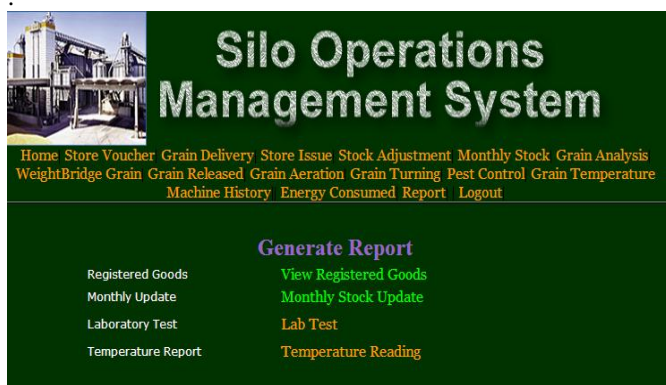 Silo Operations
Management System
Home Store Voucher Grain Delivery Store Issue Stock Adjustment Monthly Stock Grain Analysis
WeightBridge Grain Grain Released Grain Aeration Grain Turning Pest Control Grain Temperature
Machine History Energy Consumed Report Logout
Generate Report
Registered Goods View Registered Goods
Monthly Update Monthly Stock Update
Laboratory Test Lab Test
Temperature Report Temperature Reading